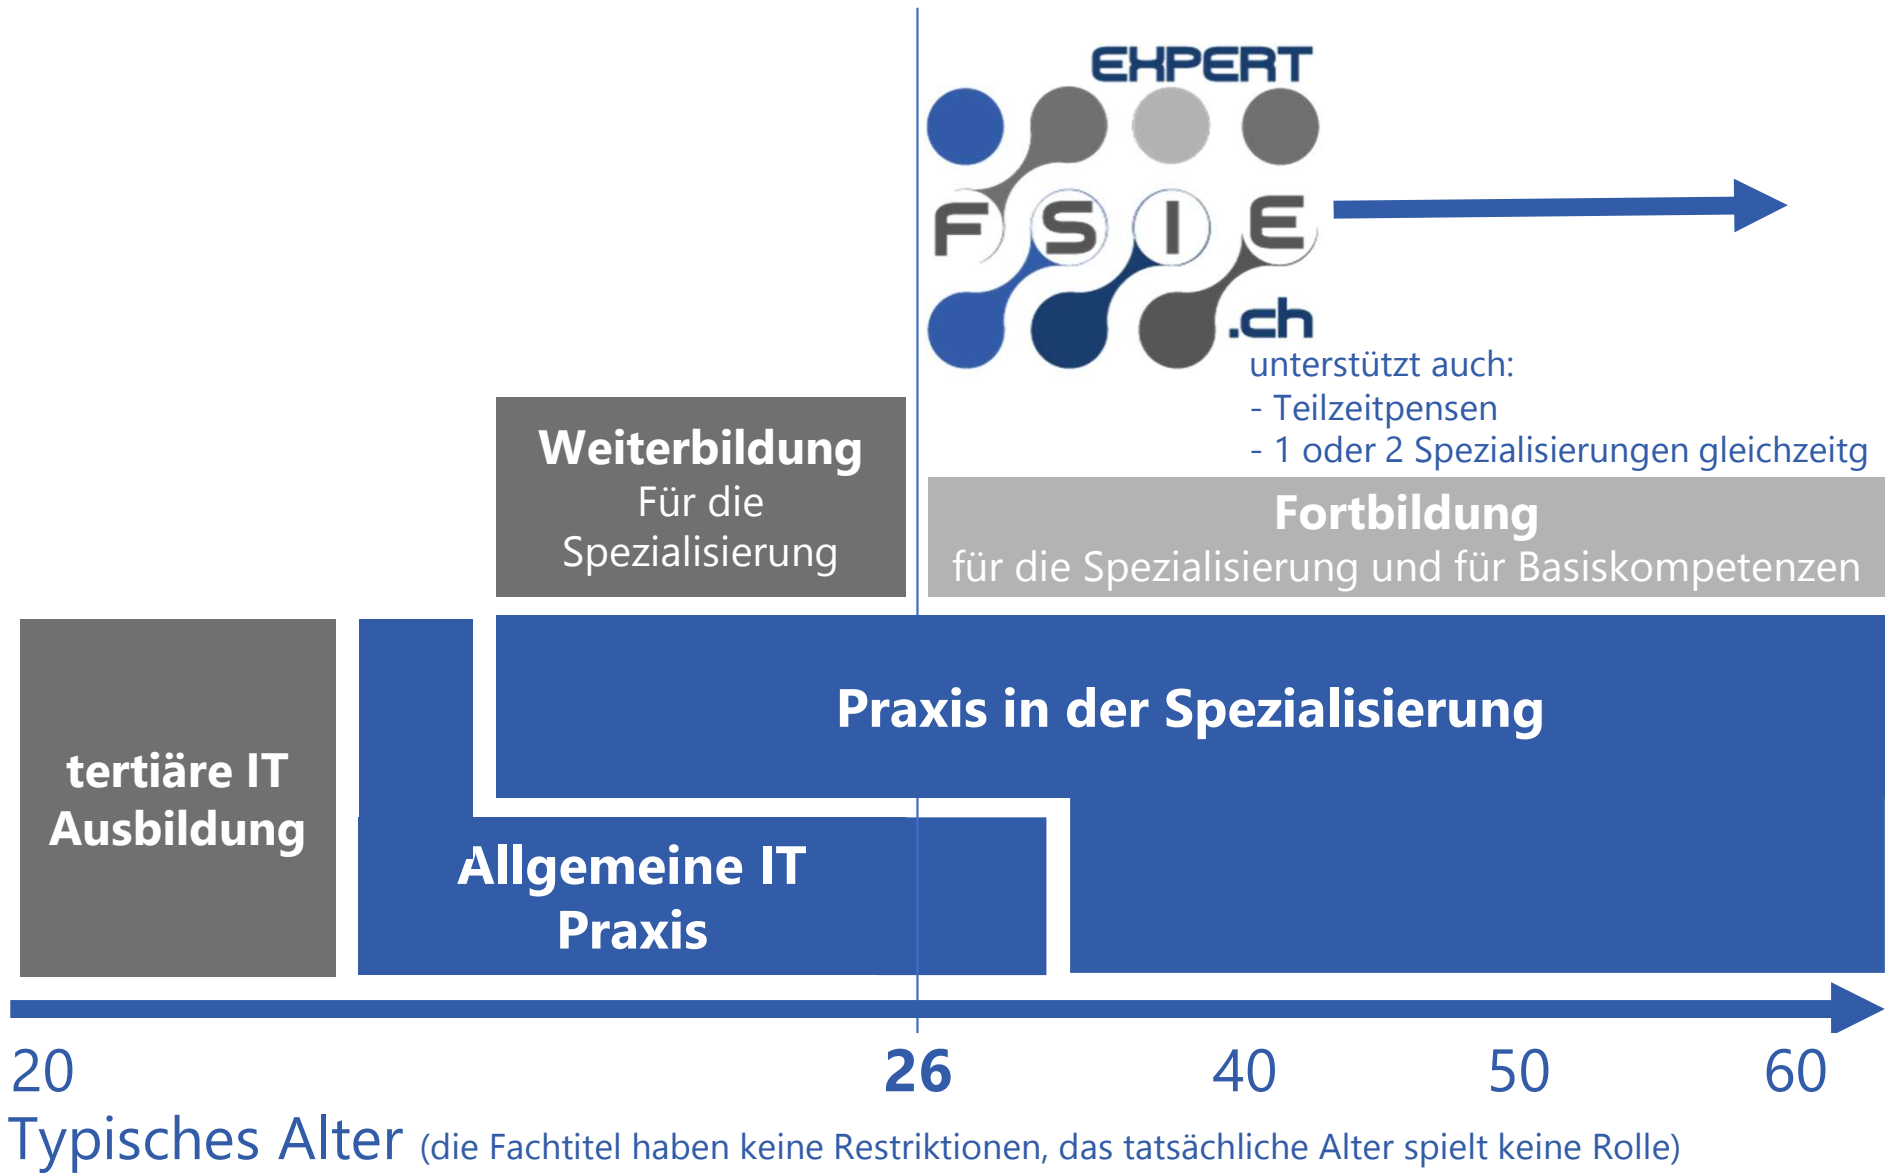 EXPERT
FSIE
.ch
unterstützt auch:
- Teilzeitpensen
- 1 oder 2 Spezialisierungen gleichzeitg
Weiterbildung
Für die
Spezialisierung
Fortbildung
für die Spezialisierung und für Basiskompetenzen
Praxis in der Spezialisierung
tertiäre IT
Ausbildung
Allgemeine IT
Praxis
20 26 40 50 60
Typisches Alter (die Fachtitel haben keine Restriktionen, das tatsächliche Alter spielt keine Rolle)